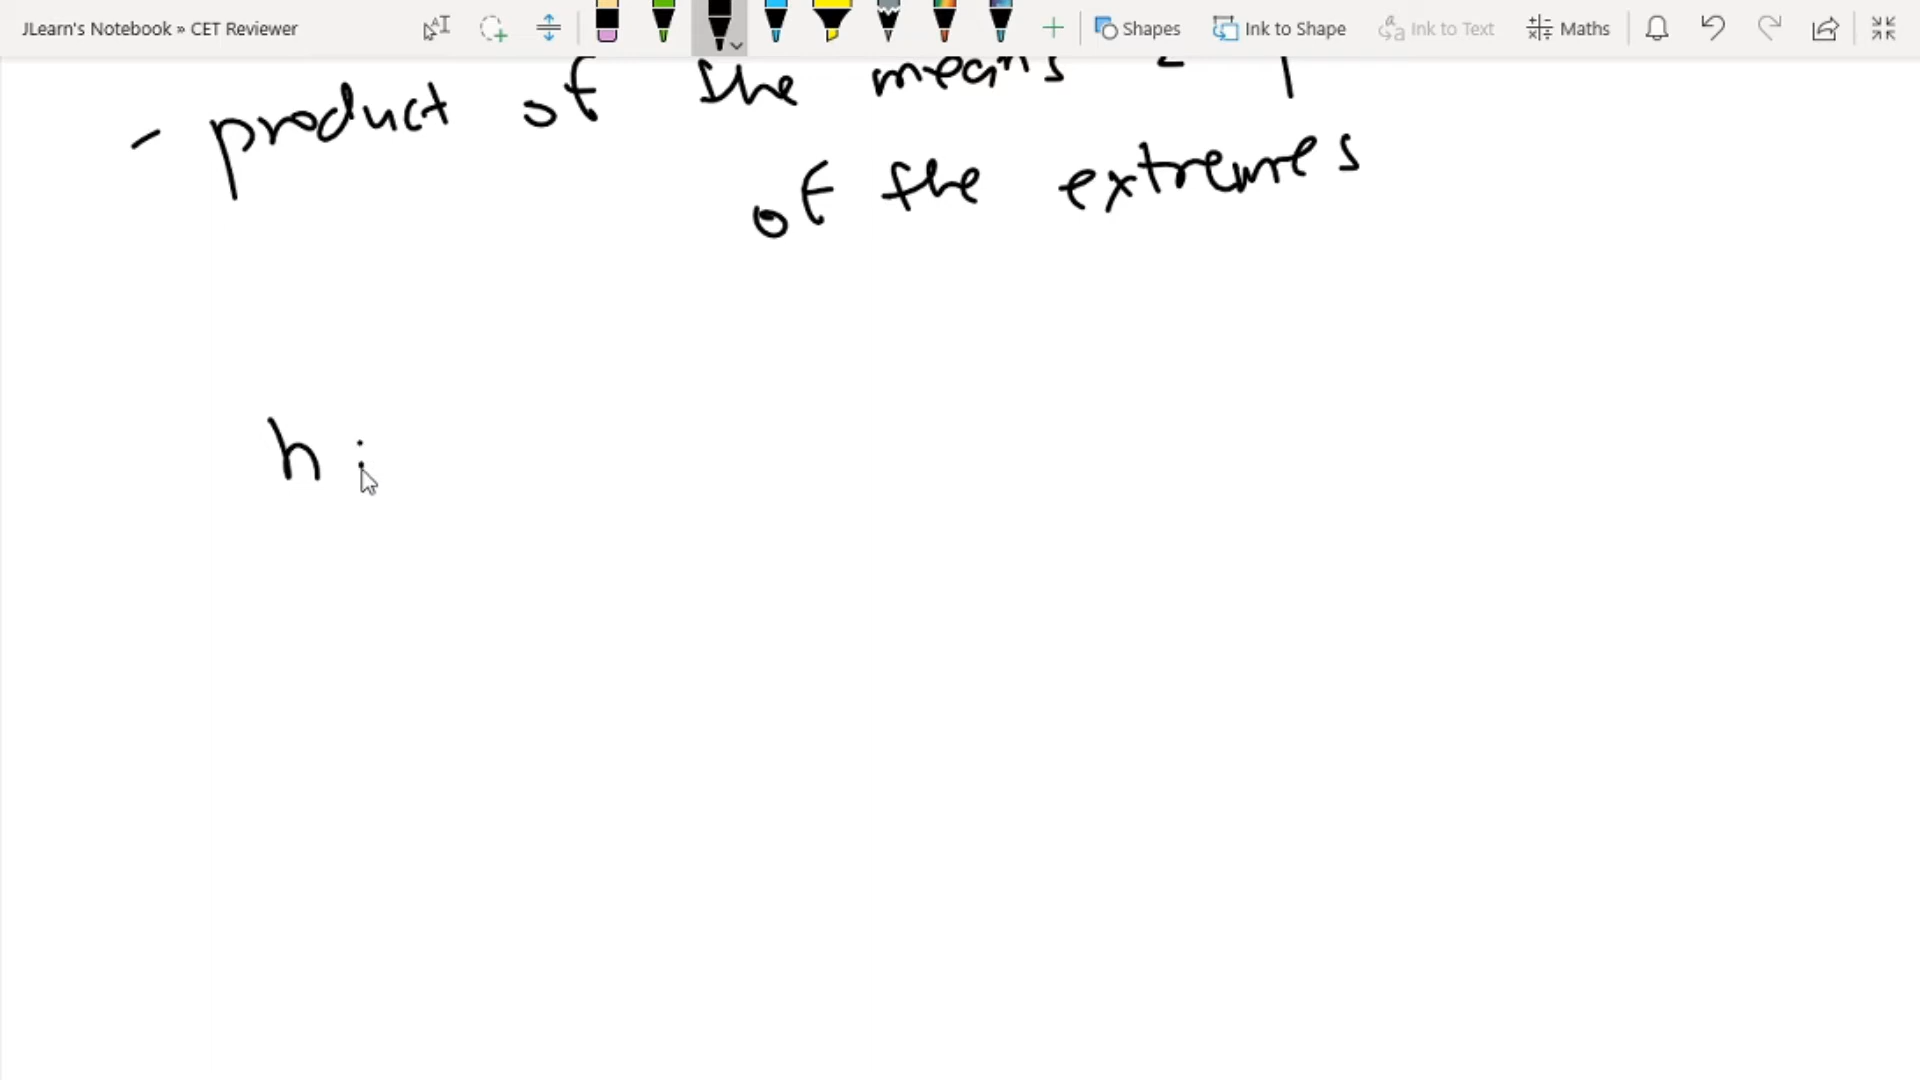 JLearn's Notebook » CET Reviewer Shapes Ink to Shape Ink to Text Maths
- product of the means =
of the extremes
h :